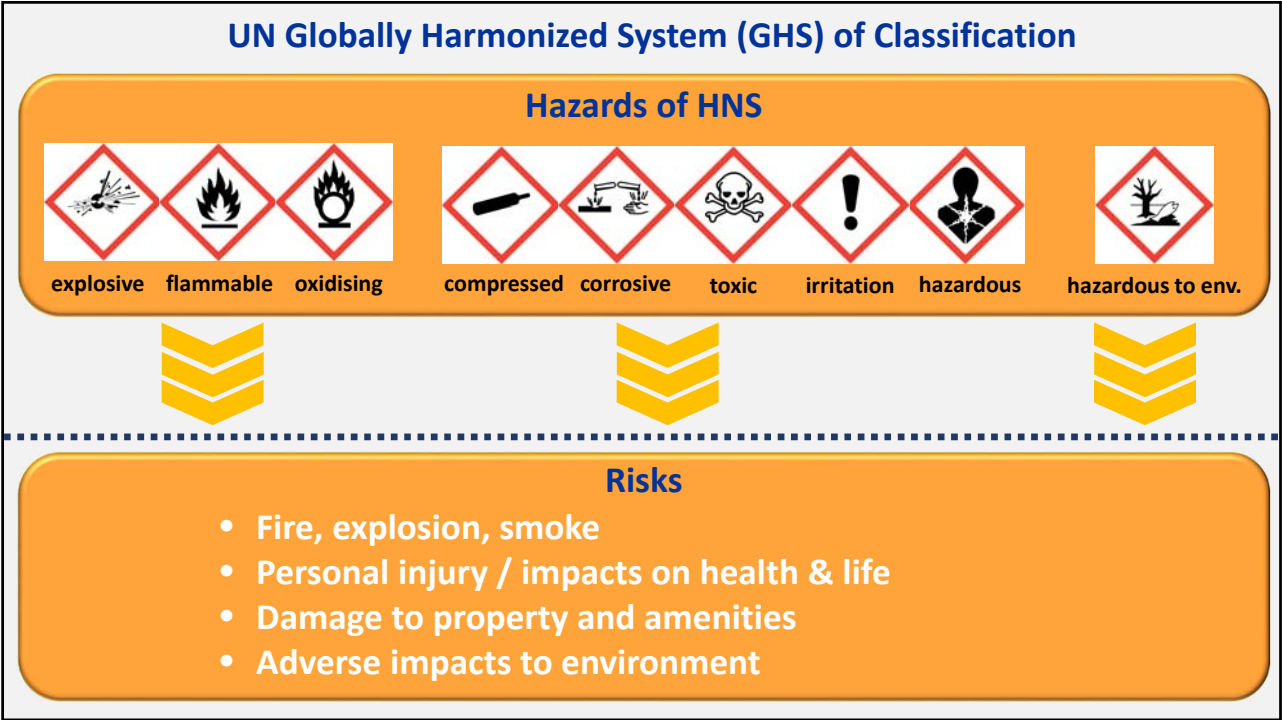 UN Globally Harmonized System (GHS) of Classification
Hazards of HNS
explosive flammable oxidising compressed corrosive toxic irritation hazardous hazardous to env.
Risks
• Fire, explosion, smoke
• Personal injury / impacts on health & life
• Damage to property and amenities
• Adverse impacts to environment